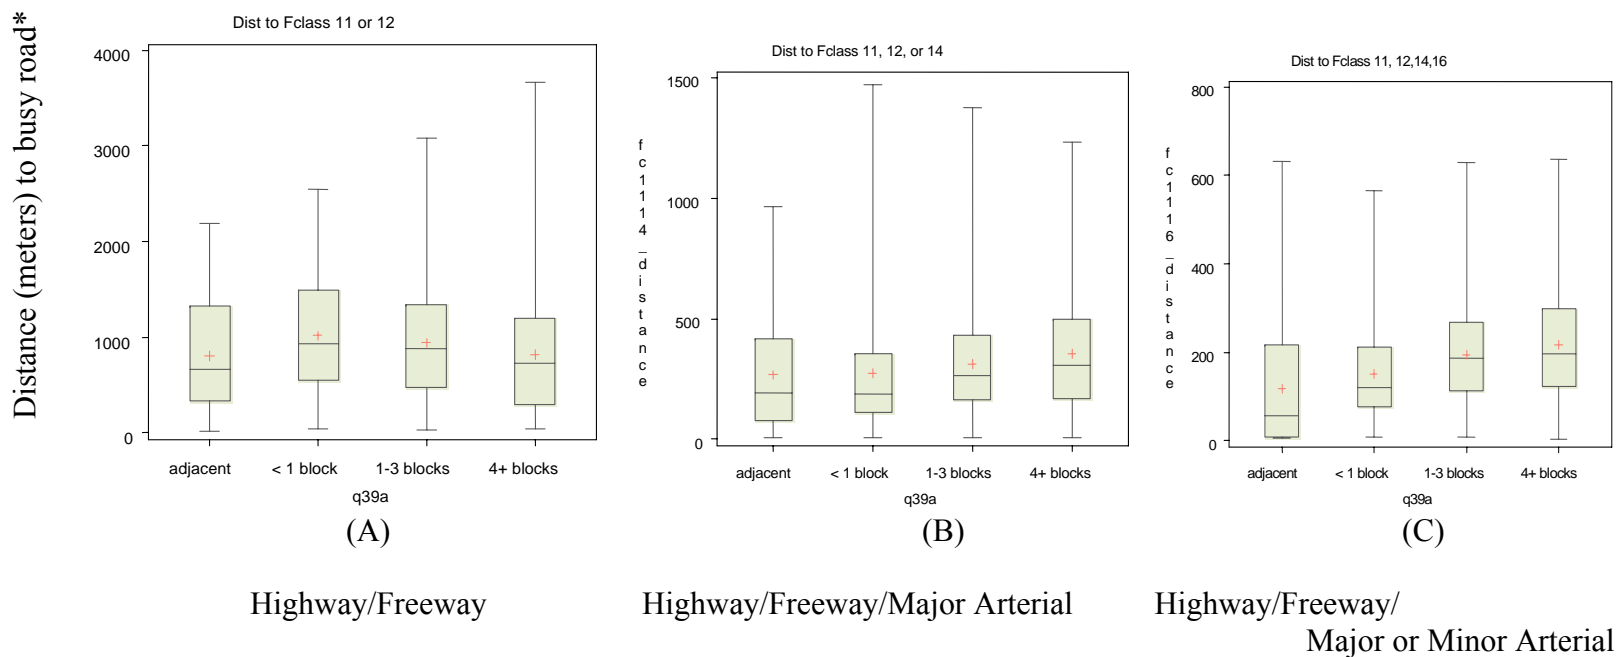 Distance (meters) to busy road*
Dist to Fclass 11 or 12
4000
3000
2000
1000
0
adjacent < 1 block 1-3 blocks 4+ blocks
q39a
(A)
Highway/Freeway
Dist to Fclass 11, 12, or 14
fc1114_distance
1500
1000
500
0
adjacent < 1 block 1-3 blocks 4+ blocks
q39a
(B)
Highway/Freeway/Major Arterial
Dist to Fclass 11, 12,14,16
fc1116_distance
800
600
400
200
0
adjacent < 1 block 1-3 blocks 4+ blocks
q39a
(C)
Highway/Freeway/
Major or Minor Arterial